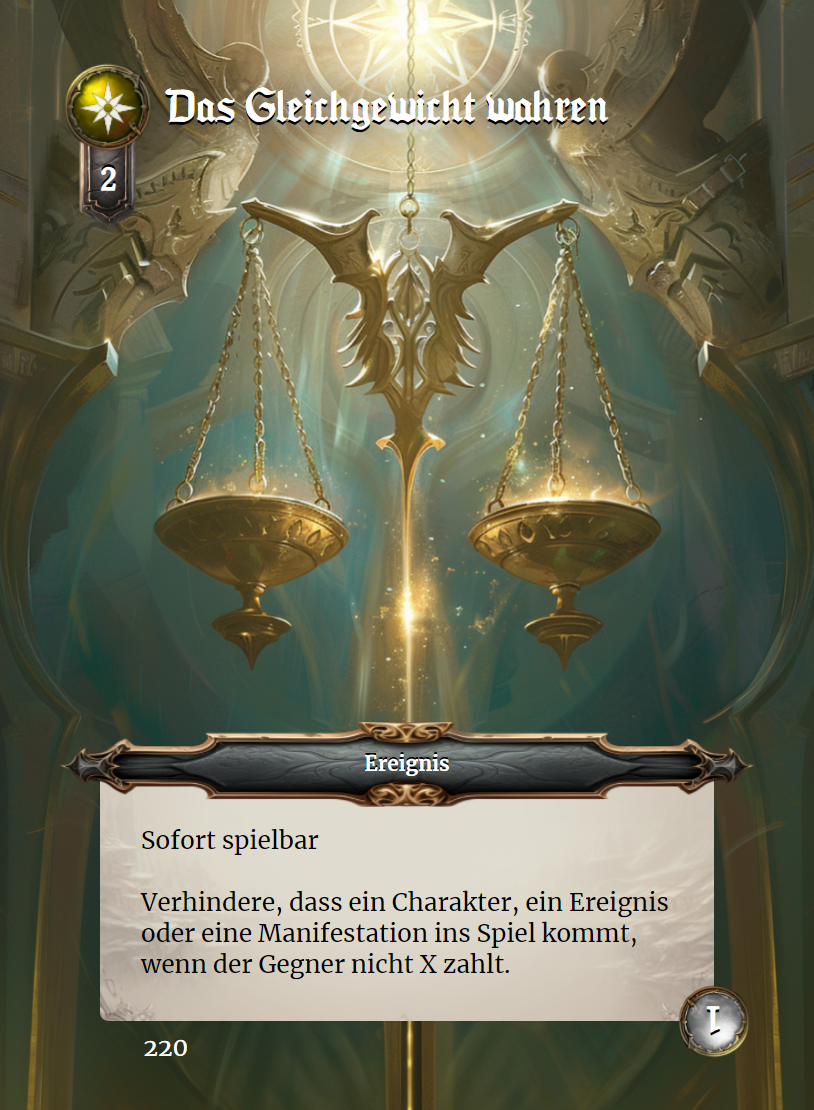 Das Gleichgewicht wahren
2
Ereignis
Sofort spielbar
Verhindere, dass ein Charakter, ein Ereignis
oder eine Manifestation ins Spiel kommt,
wenn der Gegner nicht X zahlt.
1
220